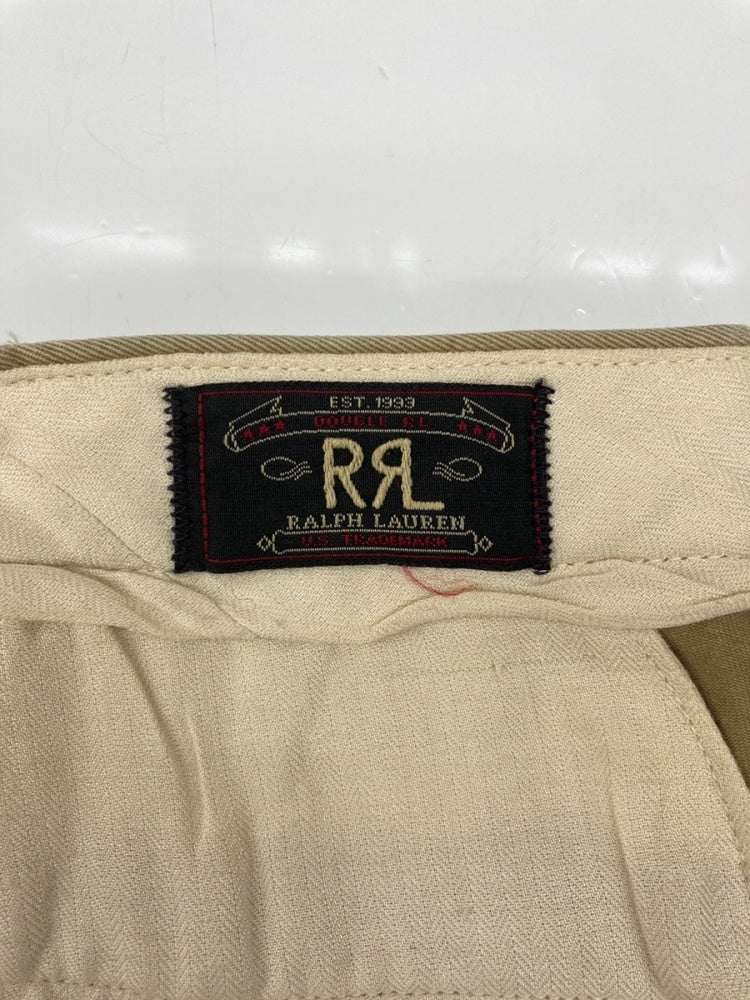 EST. 1993
DOUBLE RL
RRL
RALPH LAUREN
U.S. TRADEMARK